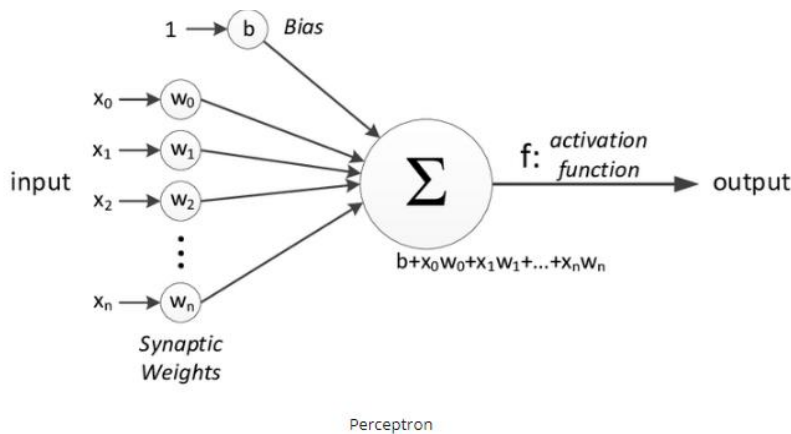 1 b Bias
x₀ w₀
x₁ w₁
input
x₂ w₂
xₙ wₙ
Synaptic
Weights
Σ
b+x₀w₀+x₁w₁+...+xₙwₙ
f: activation
function
output
Perceptron